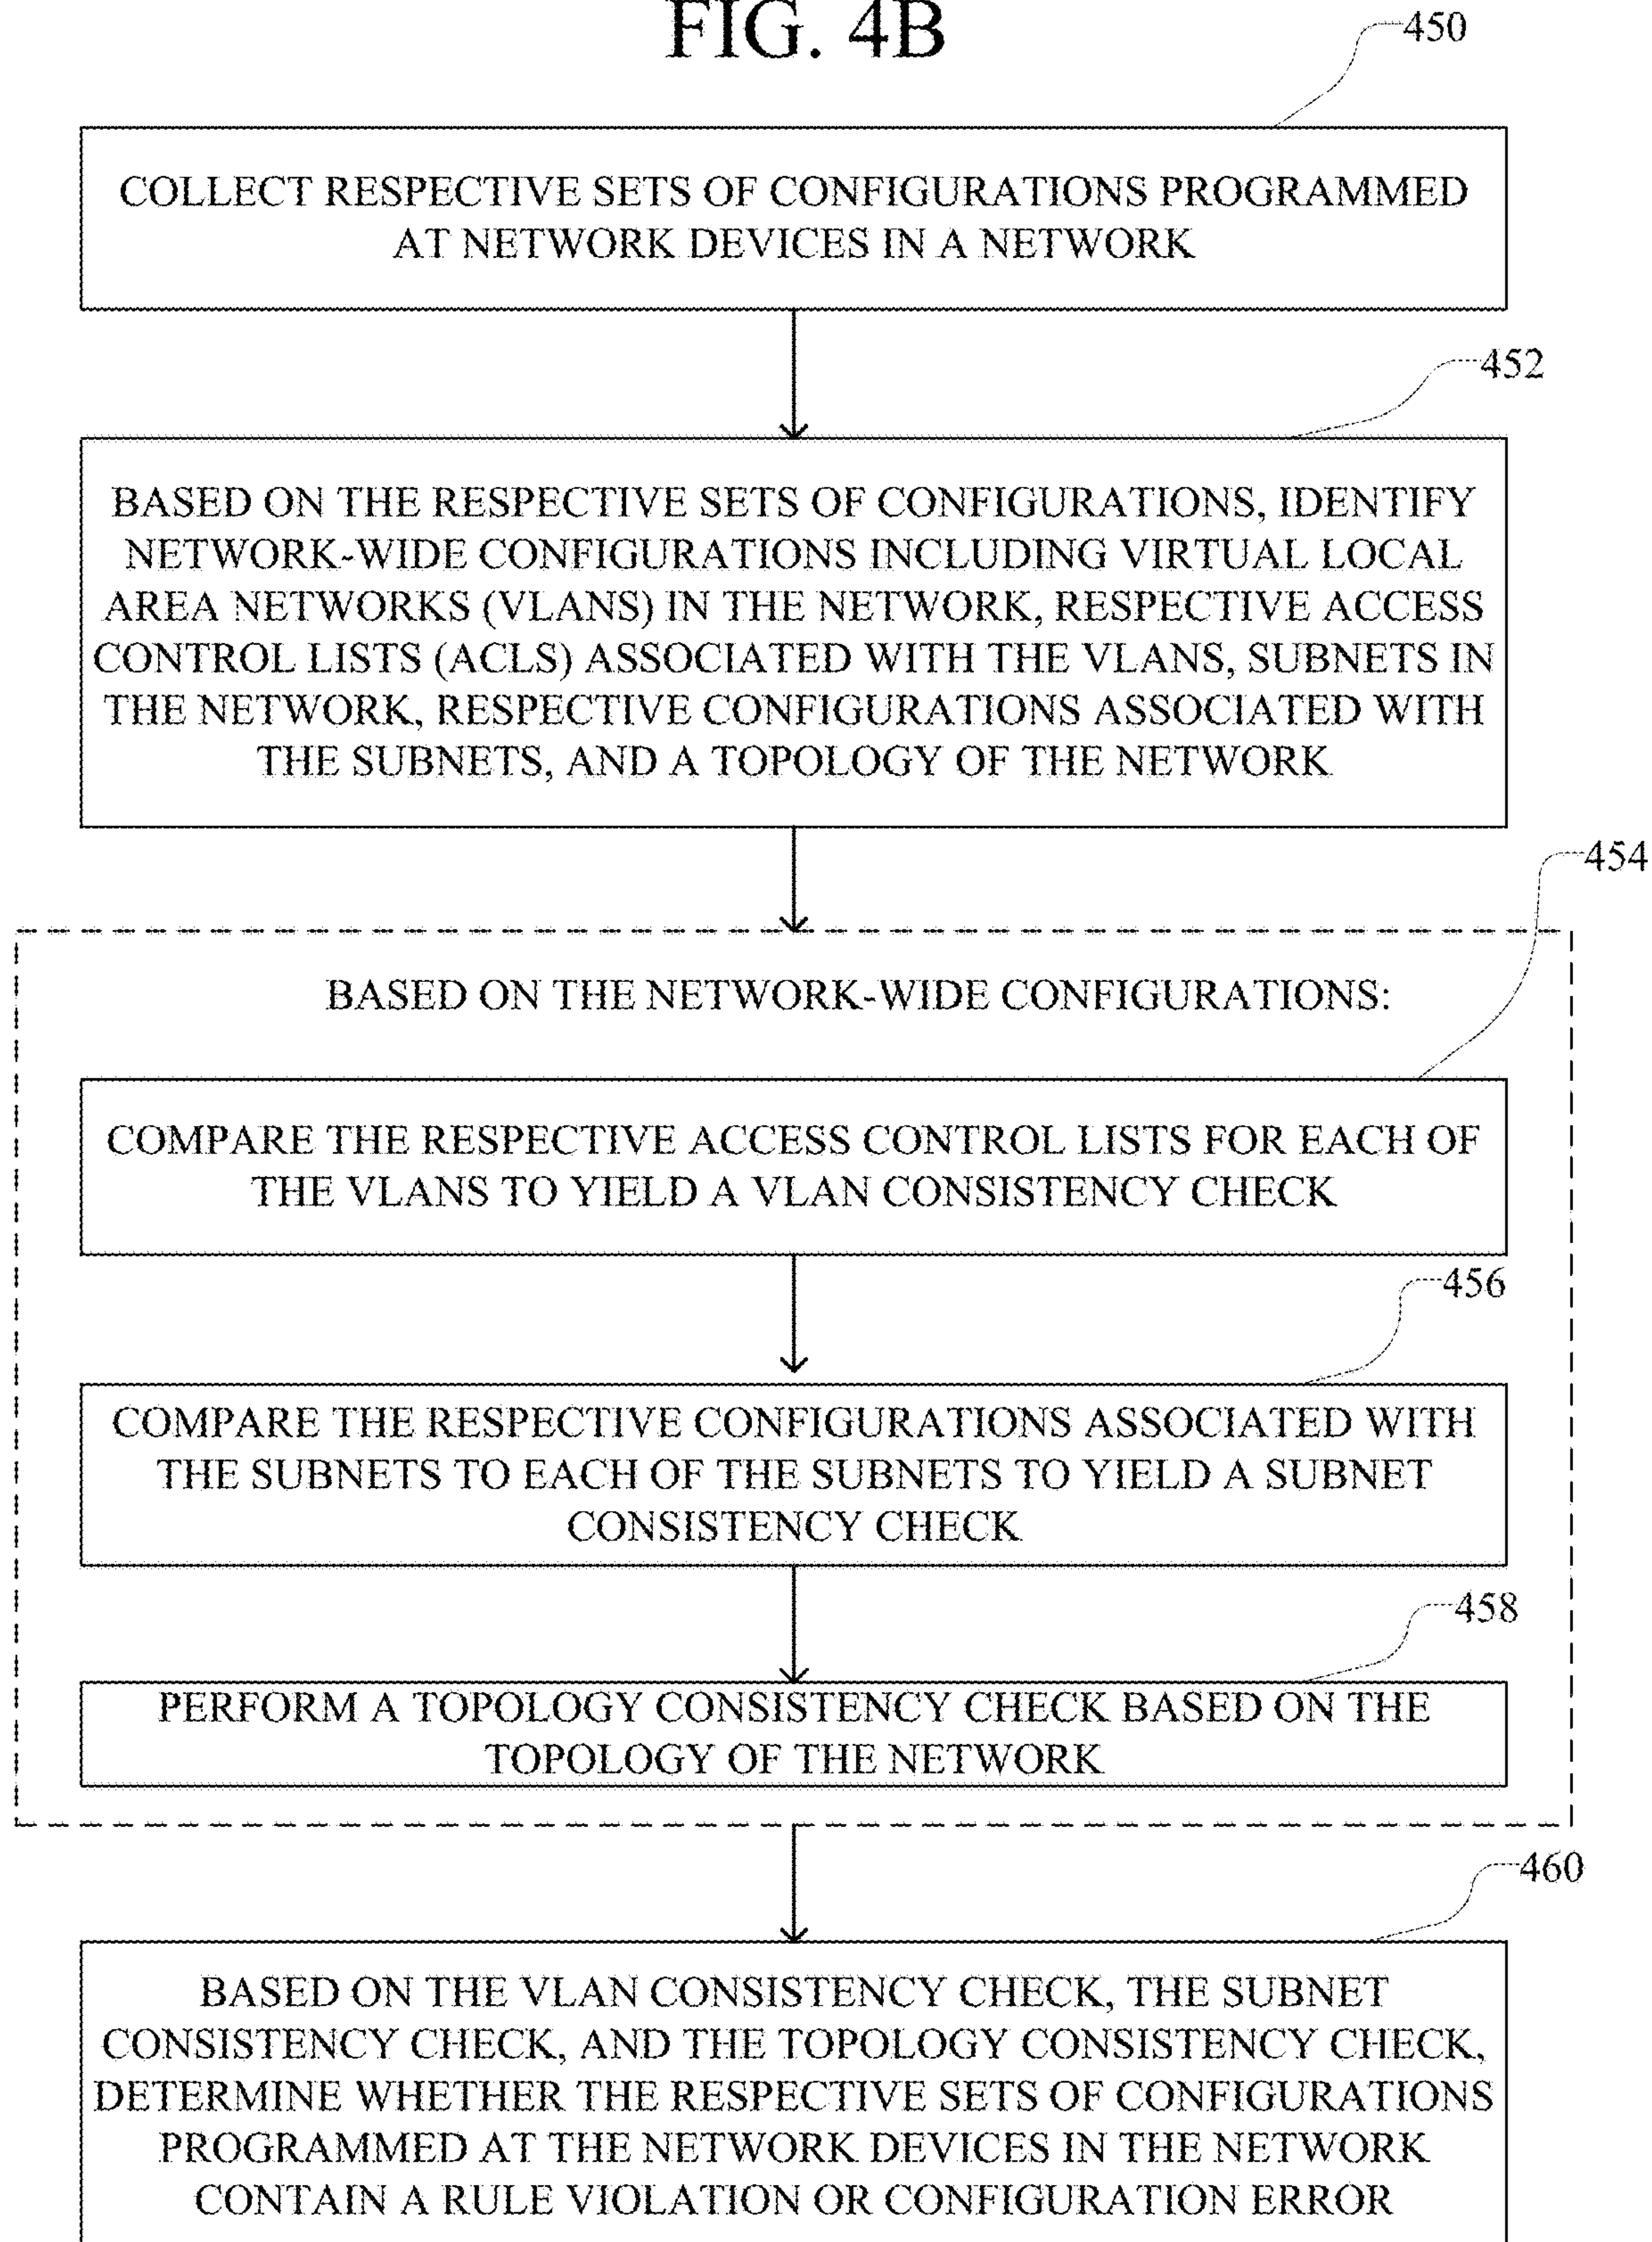 FIG. 4B
450
COLLECT RESPECTIVE SETS OF CONFIGURATIONS PROGRAMMED
AT NETWORK DEVICES IN A NETWORK
452
BASED ON THE RESPECTIVE SETS OF CONFIGURATIONS, IDENTIFY
NETWORK-WIDE CONFIGURATIONS INCLUDING VIRTUAL LOCAL
AREA NETWORKS (VLANS) IN THE NETWORK, RESPECTIVE ACCESS
CONTROL LISTS (ACLS) ASSOCIATED WITH THE VLANS, SUBNETS IN
THE NETWORK, RESPECTIVE CONFIGURATIONS ASSOCIATED WITH
THE SUBNETS, AND A TOPOLOGY OF THE NETWORK
454
BASED ON THE NETWORK-WIDE CONFIGURATIONS:
COMPARE THE RESPECTIVE ACCESS CONTROL LISTS FOR EACH OF
THE VLANS TO YIELD A VLAN CONSISTENCY CHECK
456
COMPARE THE RESPECTIVE CONFIGURATIONS ASSOCIATED WITH
THE SUBNETS TO EACH OF THE SUBNETS TO YIELD A SUBNET
CONSISTENCY CHECK
458
PERFORM A TOPOLOGY CONSISTENCY CHECK BASED ON THE
TOPOLOGY OF THE NETWORK
460
BASED ON THE VLAN CONSISTENCY CHECK, THE SUBNET
CONSISTENCY CHECK, AND THE TOPOLOGY CONSISTENCY CHECK,
DETERMINE WHETHER THE RESPECTIVE SETS OF CONFIGURATIONS
PROGRAMMED AT THE NETWORK DEVICES IN THE NETWORK
CONTAIN A RULE VIOLATION OR CONFIGURATION ERROR